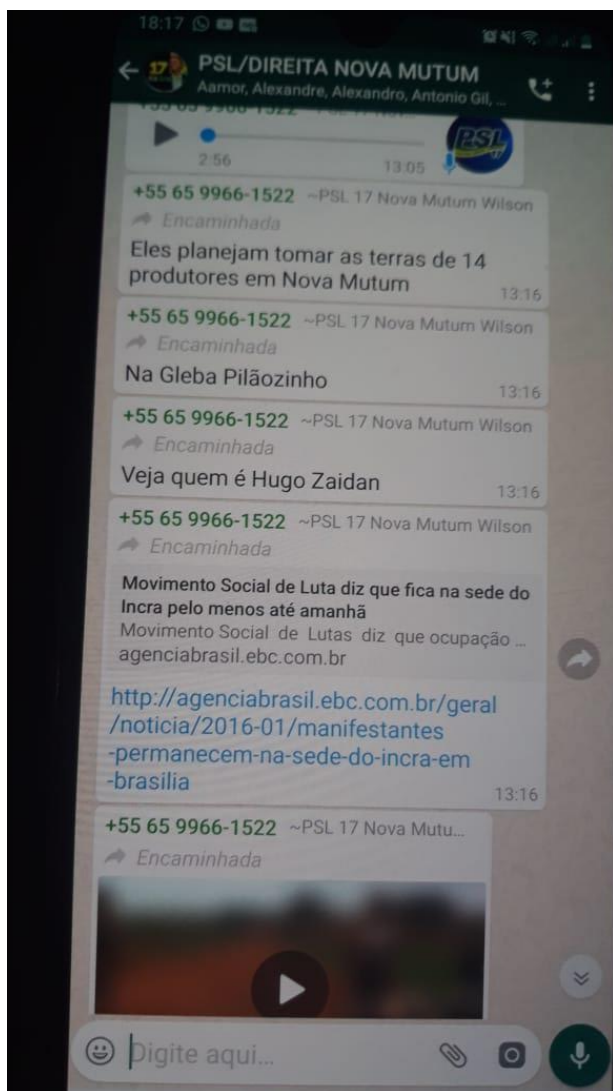 18:17
PSL/DIREITA NOVA MUTUM
Aamor, Alexandre, Alexandro, Antonio Gil, ...
+55 65 9966-1522
2:56
13:05
PSL
+55 65 9966-1522 ~PSL 17 Nova Mutum Wilson
Encaminhada
Eles planejam tomar as terras de 14
produtores em Nova Mutum
13:16
+55 65 9966-1522 ~PSL 17 Nova Mutum Wilson
Encaminhada
Na Gleba Pilãozinho
13:16
+55 65 9966-1522 ~PSL 17 Nova Mutum Wilson
Encaminhada
Veja quem é Hugo Zaidan
13:16
+55 65 9966-1522 ~PSL 17 Nova Mutum Wilson
Encaminhada
Movimento Social de Luta diz que fica na sede do
Incra pelo menos até amanhã
Movimento Social de Lutas diz que ocupação ...
agenciabrasil.ebc.com.br
http://agenciabrasil.ebc.com.br/geral
/noticia/2016-01/manifestantes
-permanecem-na-sede-do-incra-em
-brasilia
13:16
+55 65 9966-1522 ~PSL 17 Nova Mutu...
Encaminhada
Digite aqui...